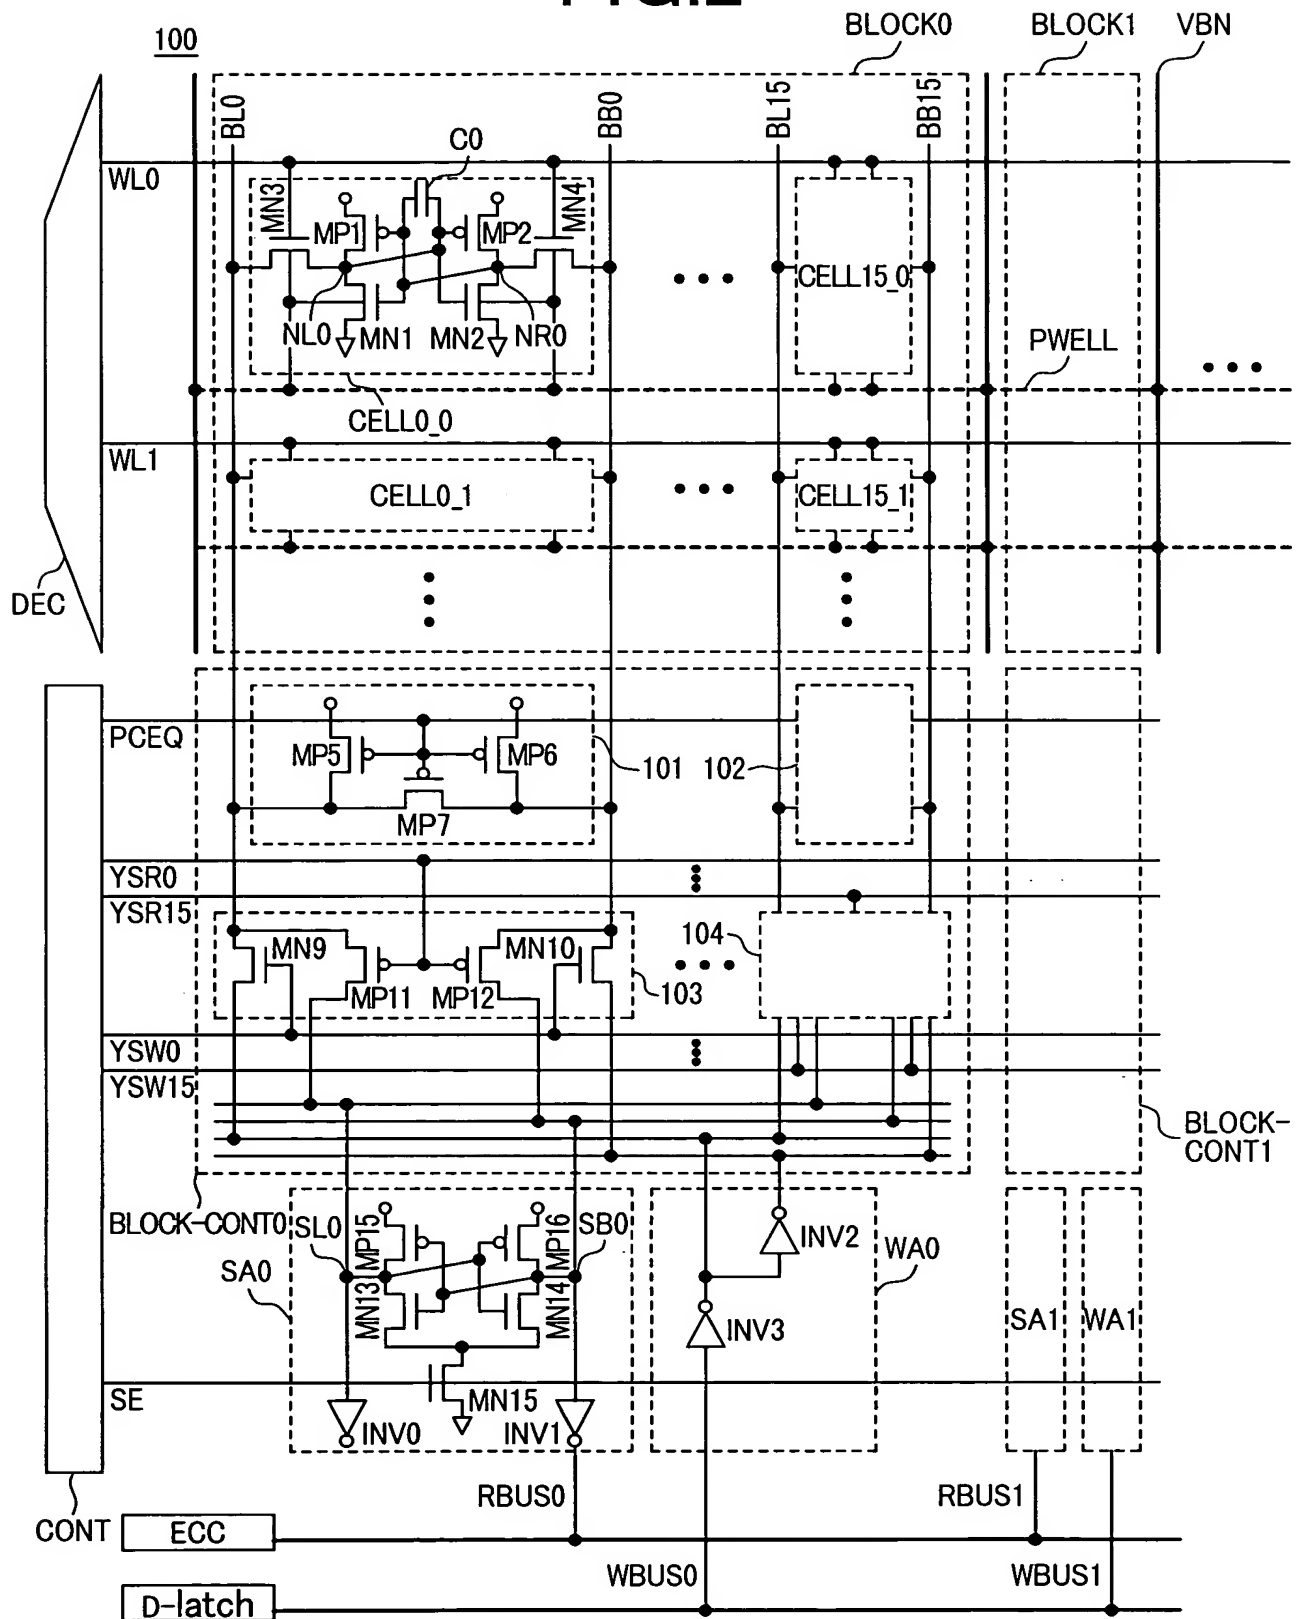 FIG.2
BLOCK0
BLOCK1
VBN
100
BL0
BB0
BL15
BB15
C0
WL0
MN3
MN4
MP1
MP2
CELL15_0
NL0
MN1
MN2
NR0
PWELL
CELL0_0
WL1
CELL0_1
CELL15_1
DEC
PCEQ
MP5
MP6
101
102
MP7
YSR0
YSR15
MN9
MN10
104
MP11
MP12
103
YSW0
YSW15
BLOCK-
CONT1
BLOCK-CONT0
SL0
MP15
MP16
SB0
INV2
WA0
SA0
MN13
MN14
INV3
SA1
WA1
SE
MN15
INV0
INV1
RBUS0
RBUS1
CONT
ECC
WBUS0
WBUS1
D-latch